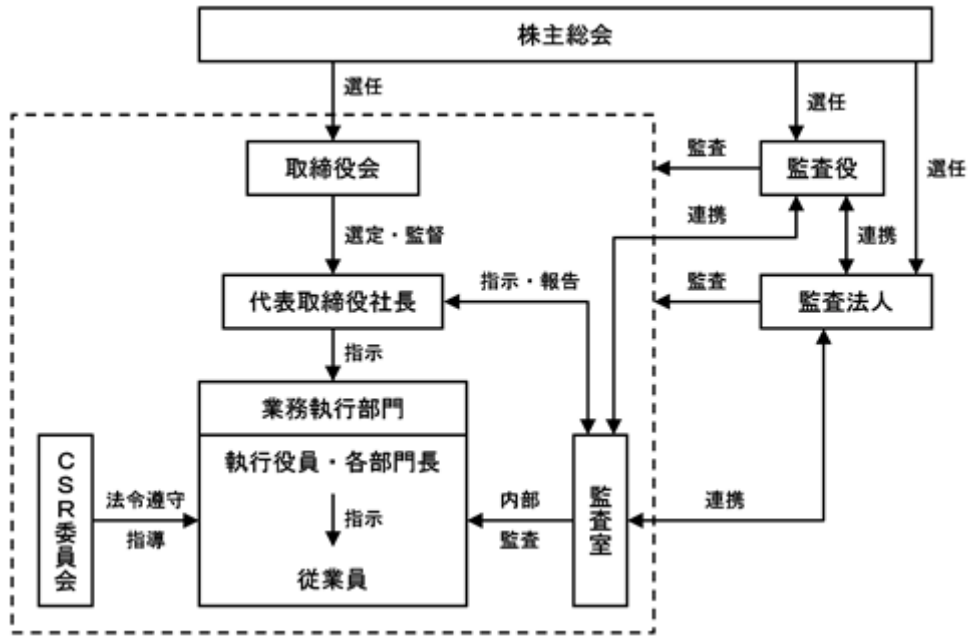 株主総会
選任
選任
選任
取締役会
監査
監査役
選定・監督
連携
連携
代表取締役社長
指示・報告
監査
監査法人
指示
業務執行部門
執行役員・各部門長
指示
従業員
CSR委員会
法令遵守
指導
内部
監査
監査室
連携